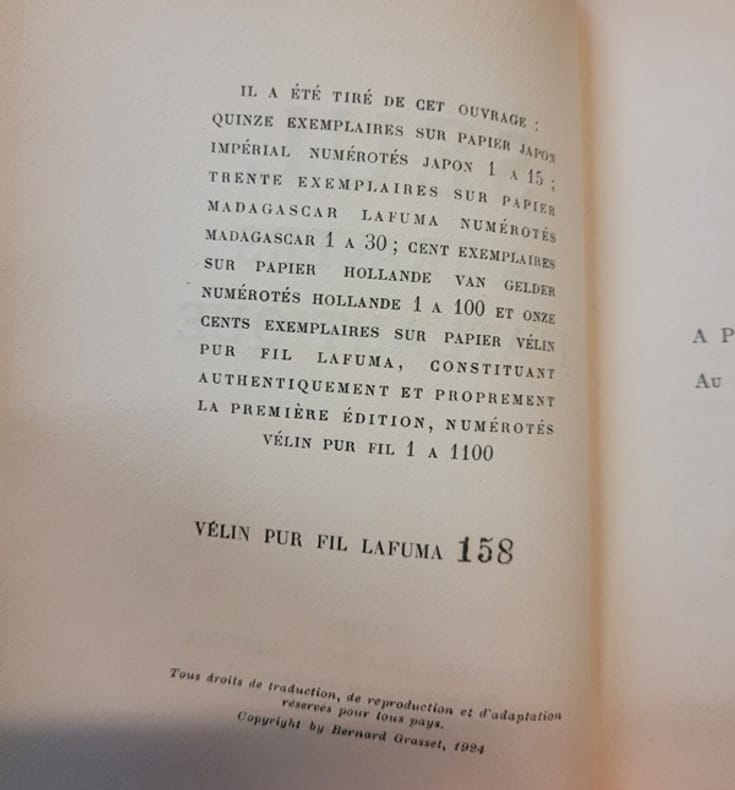 IL A ÉTÉ TIRÉ DE CET OUVRAGE :
QUINZE EXEMPLAIRES SUR PAPIER JAPON
IMPÉRIAL NUMÉROTÉS JAPON 1 A 15 ;
TRENTE EXEMPLAIRES SUR PAPIER
MADAGASCAR LAFUMA NUMÉROTÉS
MADAGASCAR 1 A 30 ; CENT EXEMPLAIRES
SUR PAPIER HOLLANDE VAN GELDER
NUMÉROTÉS HOLLANDE 1 A 100 ET ONZE
CENTS EXEMPLAIRES SUR PAPIER VÉLIN
PUR FIL LAFUMA, CONSTITUANT
AUTHENTIQUEMENT ET PROPREMENT
LA PREMIÈRE ÉDITION, NUMÉROTÉS
VÉLIN PUR FIL 1 A 1100
VÉLIN PUR FIL LAFUMA 158
Tous droits de traduction, de reproduction et d'adaptation
réservés pour tous pays.
Copyright by Bernard Grasset, 1924
A P
AU